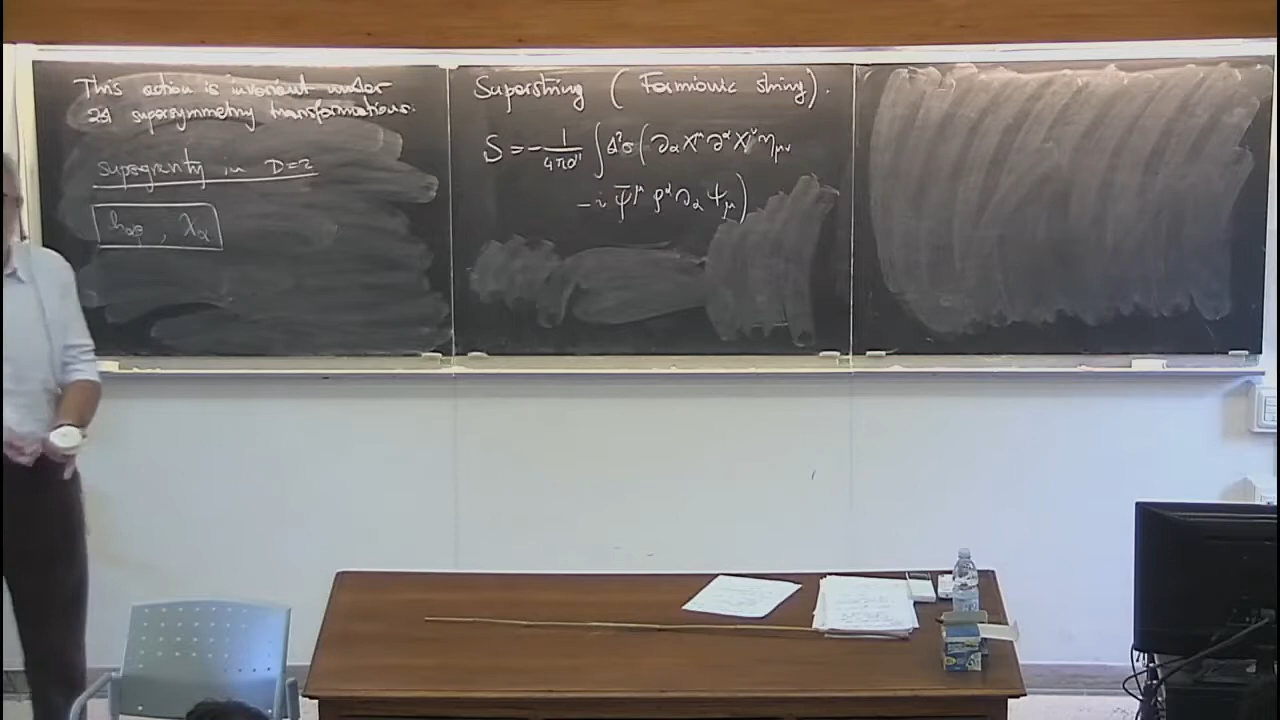 This action is invariant under
2d supersymmetry transformations.
supergravity in D=2
h_{αβ} , λ_α
Superstring ( Fermionic string ) .
S = - 1/(4πα') ∫ d²σ ( ∂_α X^μ ∂^α X^ν η_{μν}
- i ψ̄^μ ρ^α ∂_α ψ_μ )